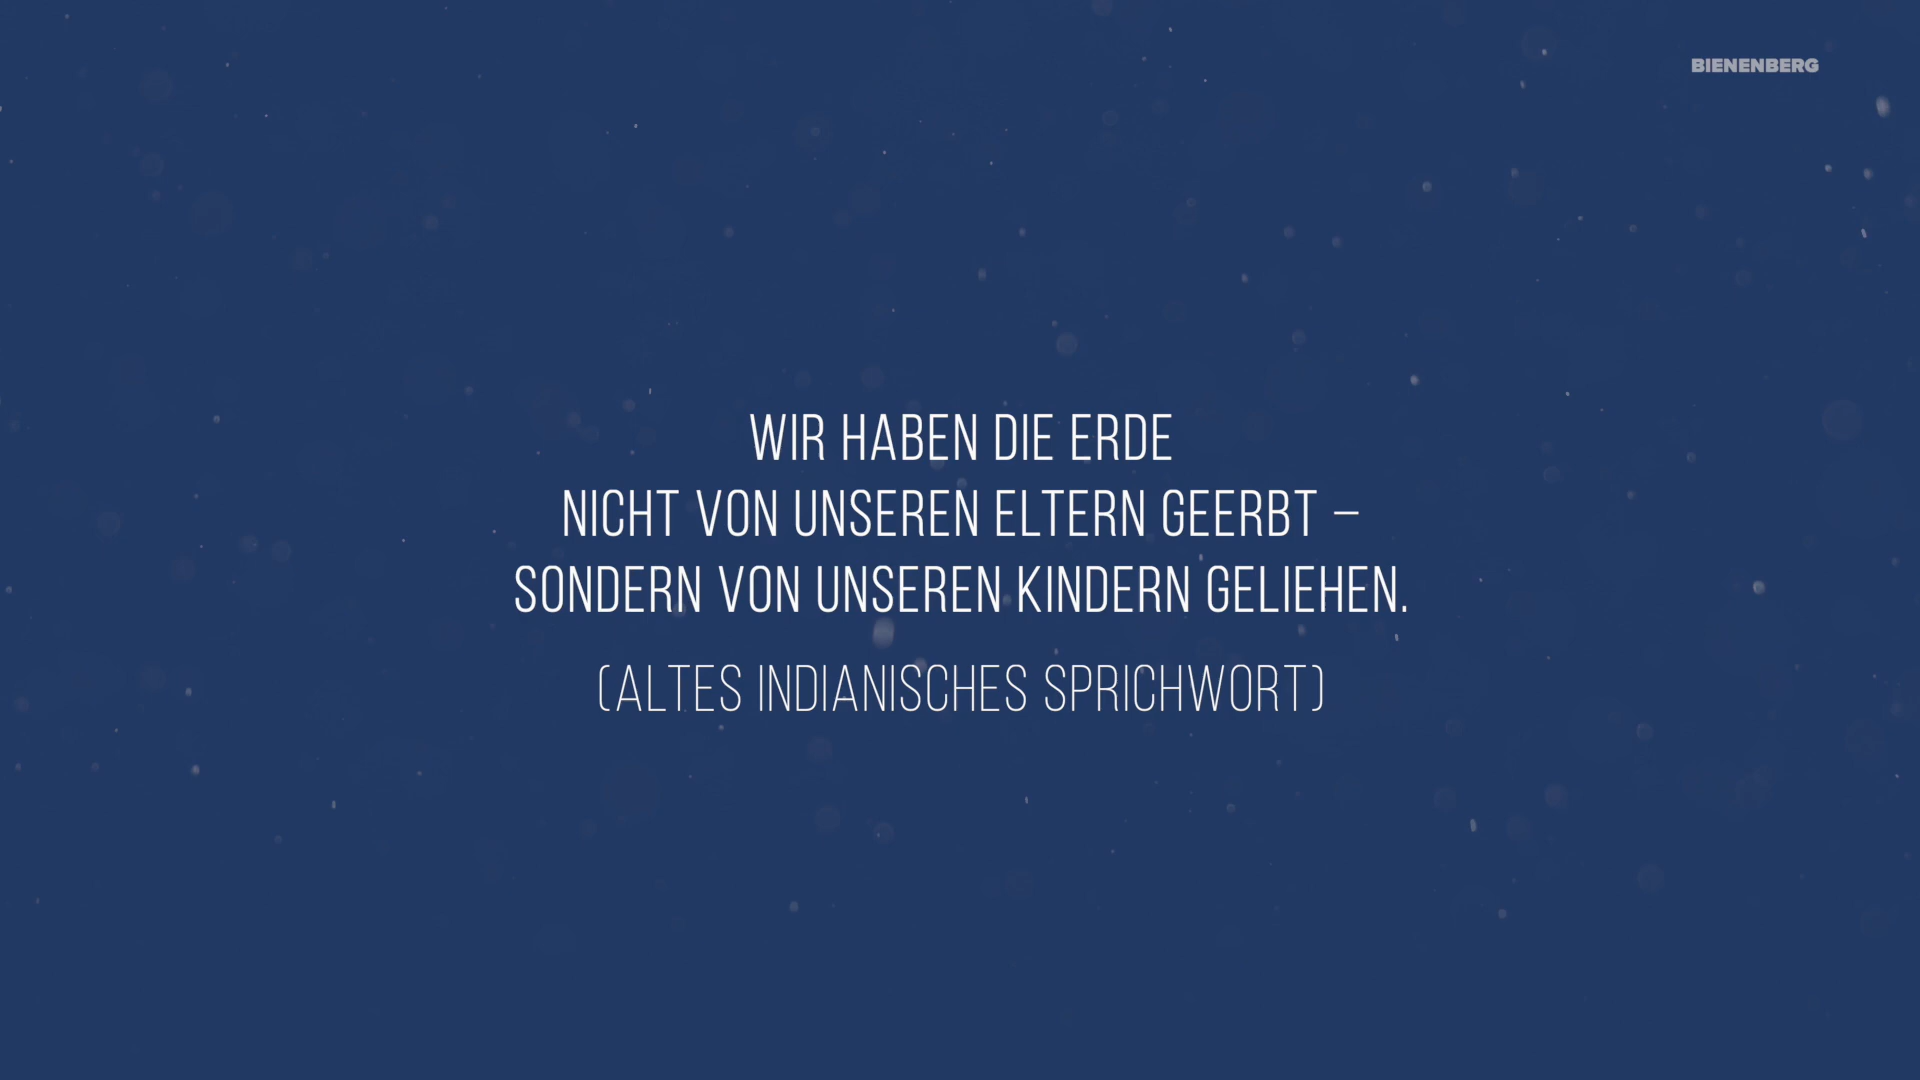 BIENENBERG
WIR HABEN DIE ERDE
NICHT VON UNSEREN ELTERN GEERBT –
SONDERN VON UNSEREN KINDERN GELIEHEN.
(ALTES INDIANISCHES SPRICHWORT)